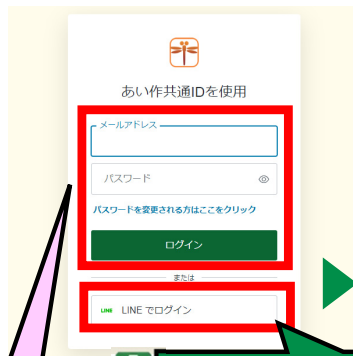 あい作共通IDを使用
メールアドレス
パスワード
パスワードを変更される方はここをクリック
ログイン
または
LINE LINE でログイン